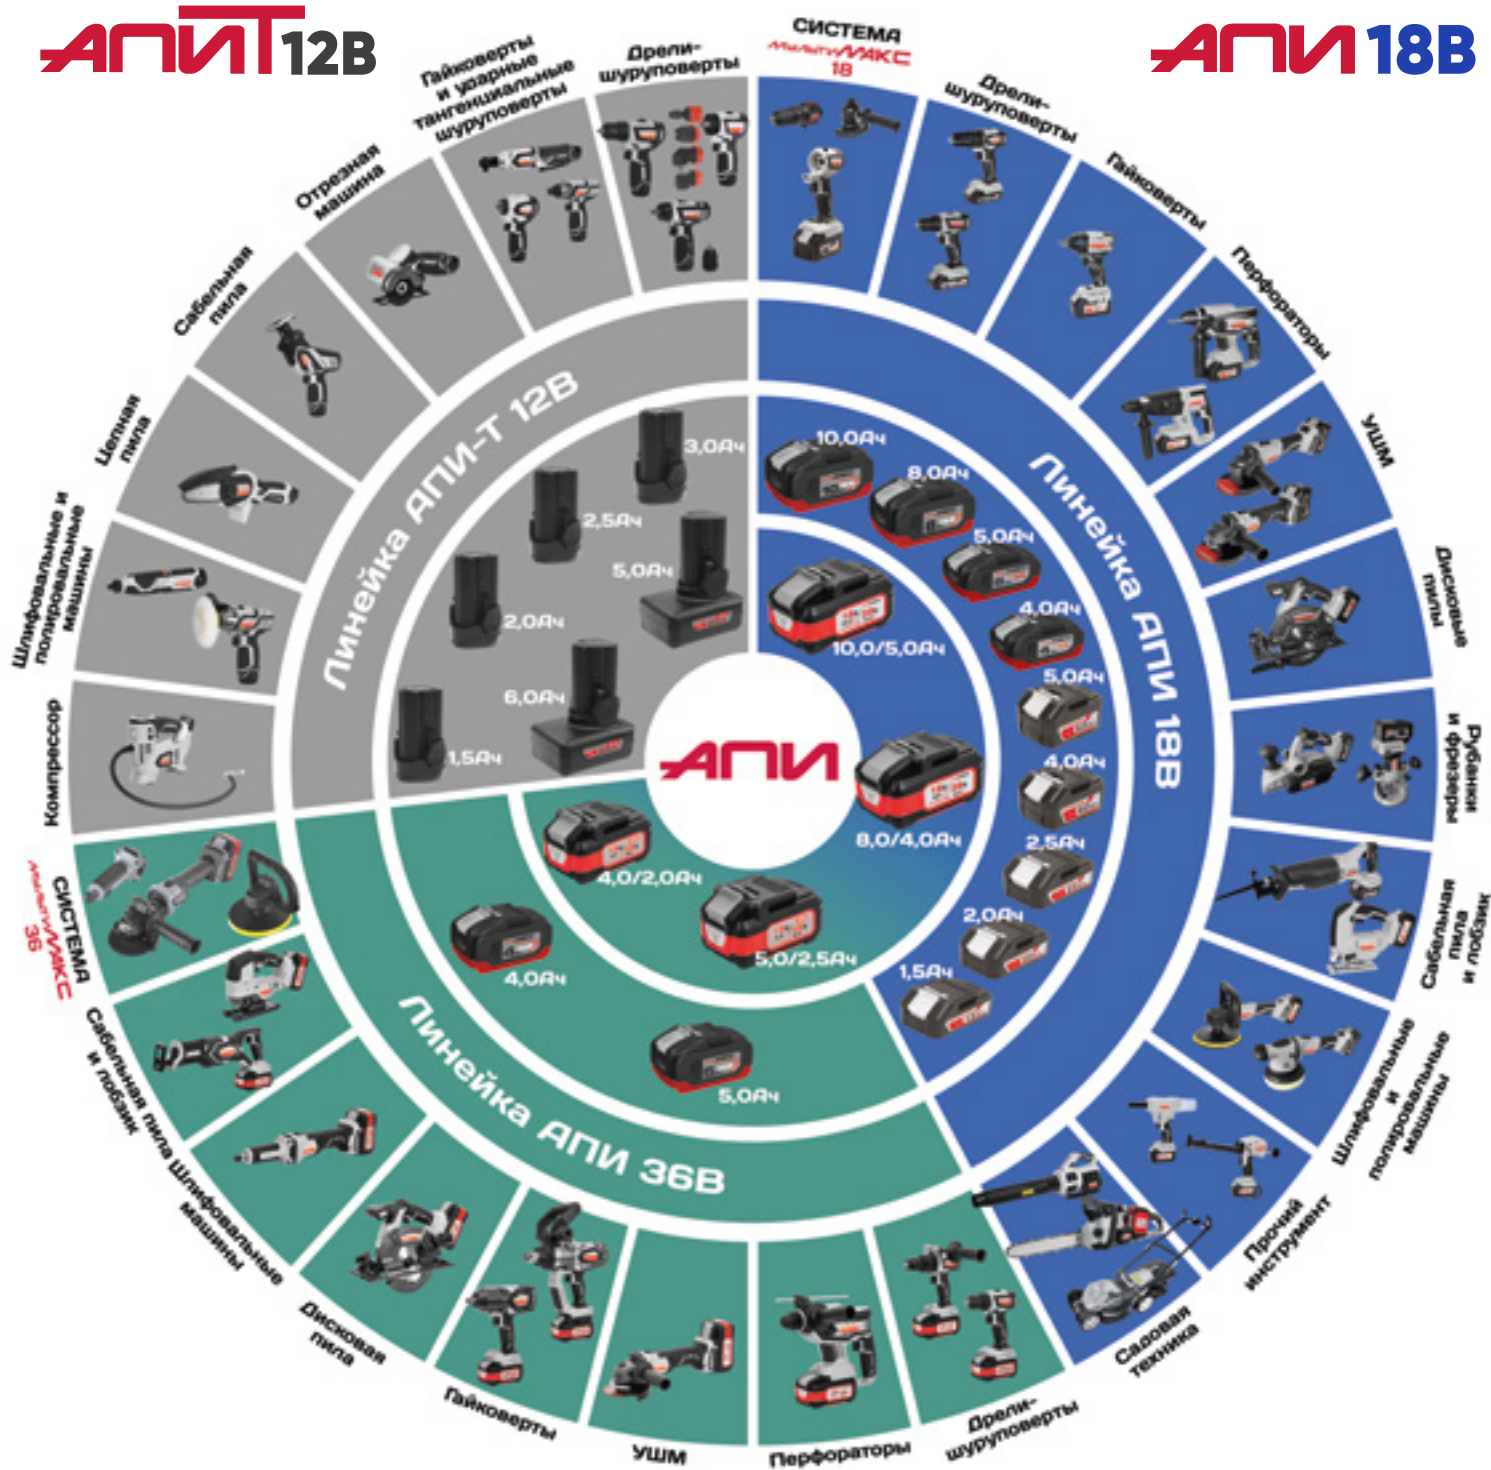 АПИТ 12В
АПИ 18В
СИСТЕМА
МультиМАКС
18
Дрели-
шуруповерты
Гайковерты
Перфораторы
УШМ
Дисковые
пилы
Рубанки
и фрезеры
Сабельная
пила
и лобзик
Шлифовальные
и
полировальные
машины
Прочий
инструмент
Садовая
техника
Дрели-
шуруповерты
Перфораторы
УШМ
Гайковерты
Дисковая
пила
Шлифовальные
машины
Сабельная пила
и лобзик
СИСТЕМА
МультиМАКС
36
Компрессор
Шлифовальные и
полировальные
машины
Цепная
пила
Сабельная
пила
Отрезная
машина
Гайковерты
и ударные
тангенциальные
шуруповерты
Дрели-
шуруповерты
Линейка АПИ-Т 12В
3,0Ач
2,5Ач
5,0Ач
2,0Ач
6,0Ач
1,5Ач
Линейка АПИ 18В
10,0Ач
8,0Ач
5,0Ач
4,0Ач
5,0Ач
4,0Ач
2,5Ач
2,0Ач
1,5Ач
10,0/5,0Ач
8,0/4,0Ач
4,0/2,0Ач
5,0/2,5Ач
АПИ
Линейка АПИ 36В
4,0Ач
5,0Ач